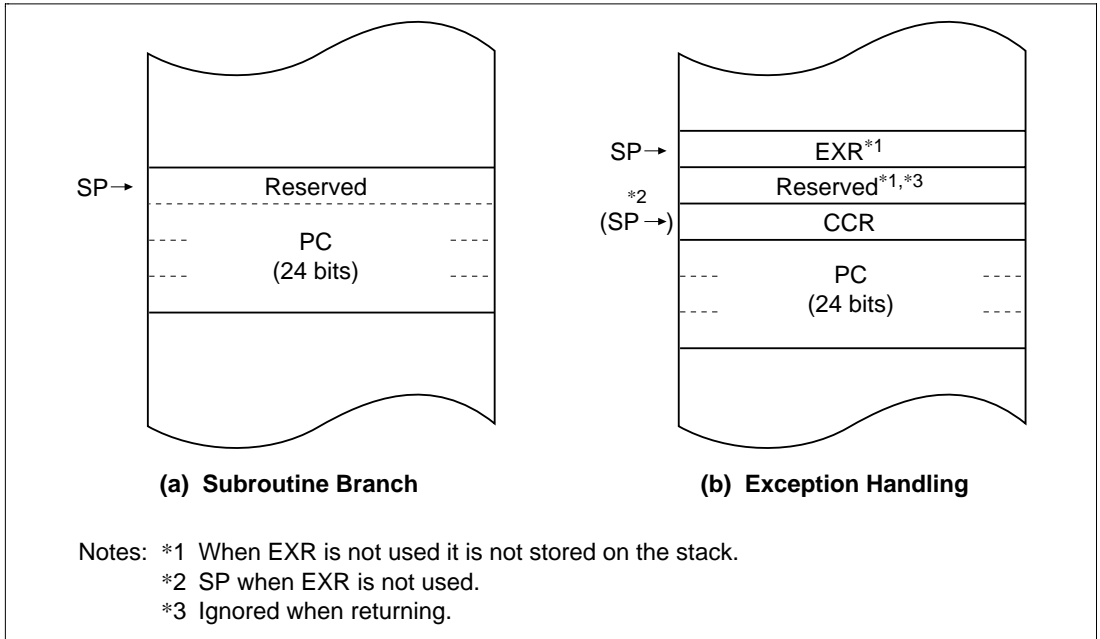 SP→
Reserved
PC
(24 bits)
(a) Subroutine Branch
SP→
EXR*1
Reserved*1,*3
*2
(SP→)
CCR
PC
(24 bits)
(b) Exception Handling
Notes: *1 When EXR is not used it is not stored on the stack.
*2 SP when EXR is not used.
*3 Ignored when returning.